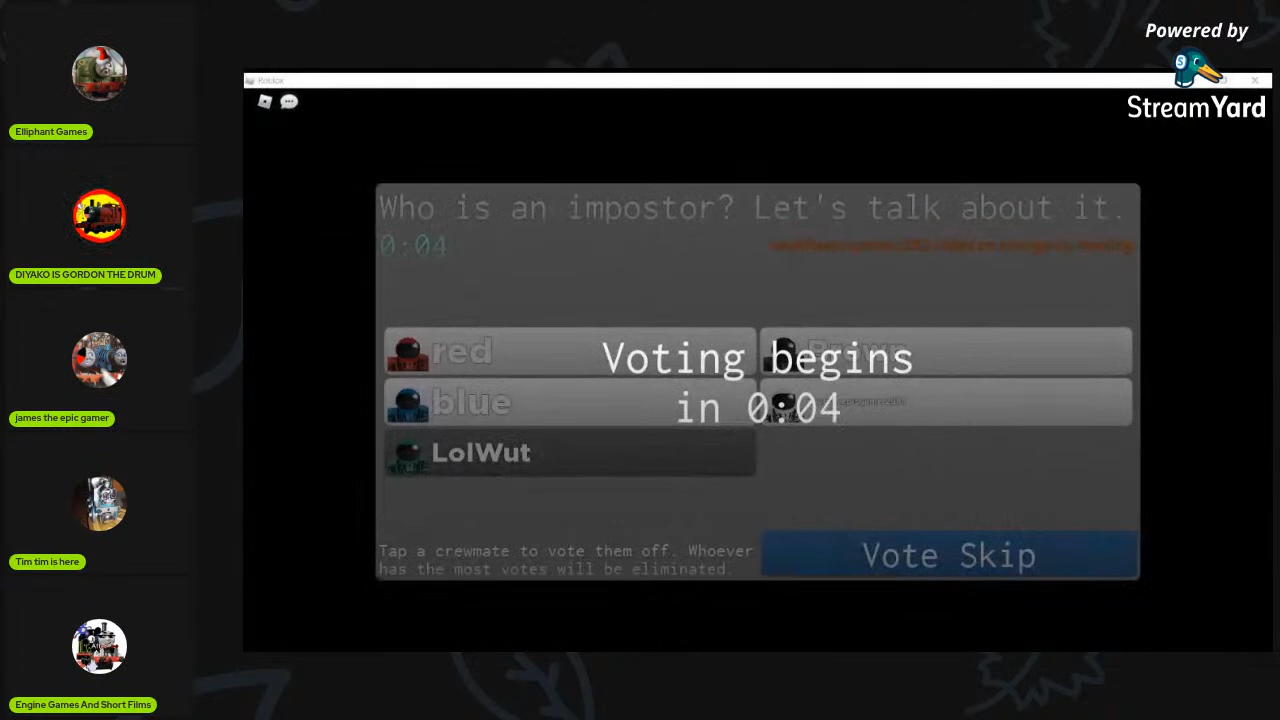 Powered by
StreamYard
Roblox
Elliphant Games
DIYAKO IS GORDON THE DRUM
james the epic gamer
Tim tim is here
Engine Games And Short Films
Who is an impostor? Let's talk about it.
0:04
red
Brown
Voting begins
in 0:04
blue
LolWut
Tap a crewmate to vote them off. Whoever
has the most votes will be eliminated.
Vote Skip